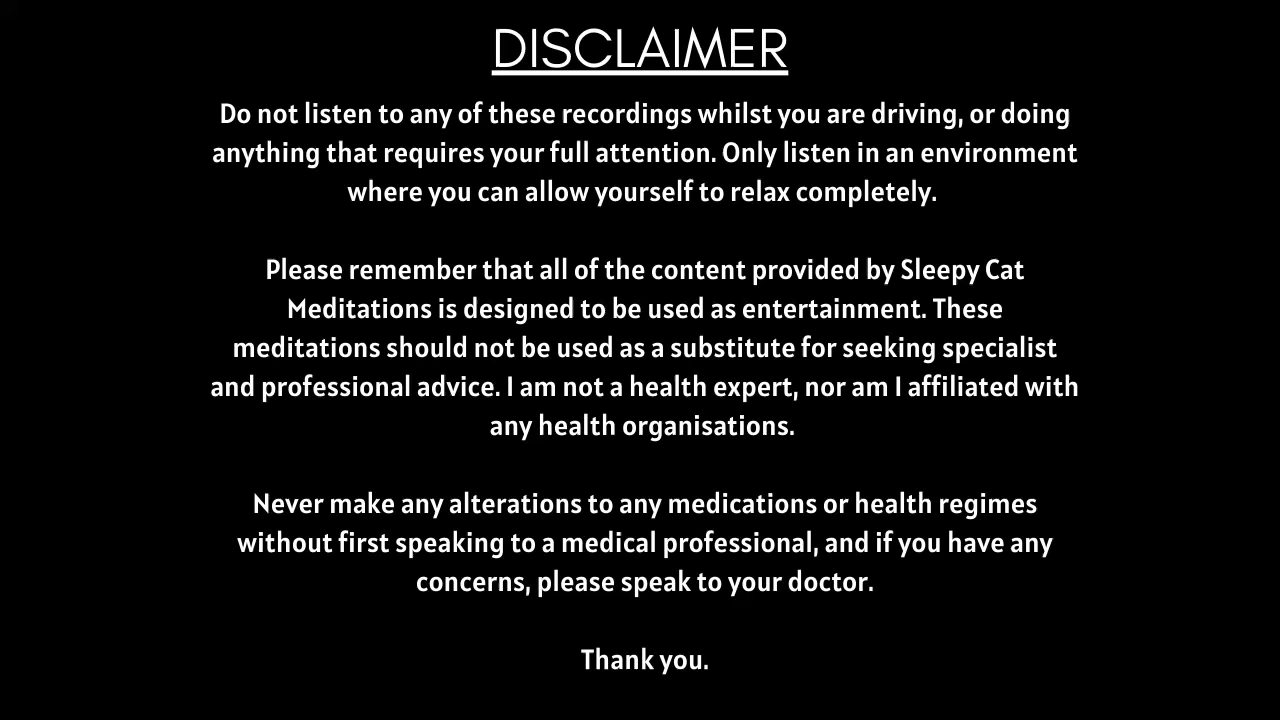 DISCLAIMER
Do not listen to any of these recordings whilst you are driving, or doing
anything that requires your full attention. Only listen in an environment
where you can allow yourself to relax completely.
Please remember that all of the content provided by Sleepy Cat
Meditations is designed to be used as entertainment. These
meditations should not be used as a substitute for seeking specialist
and professional advice. I am not a health expert, nor am I affiliated with
any health organisations.
Never make any alterations to any medications or health regimes
without first speaking to a medical professional, and if you have any
concerns, please speak to your doctor.
Thank you.